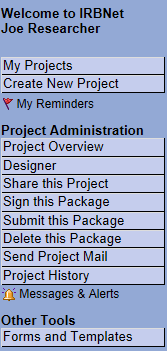 Welcome to IRBNet
Joe Researcher
My Projects
Create New Project
My Reminders
Project Administration
Project Overview
Designer
Share this Project
Sign this Package
Submit this Package
Delete this Package
Send Project Mail
Project History
Messages & Alerts
Other Tools
Forms and Templates